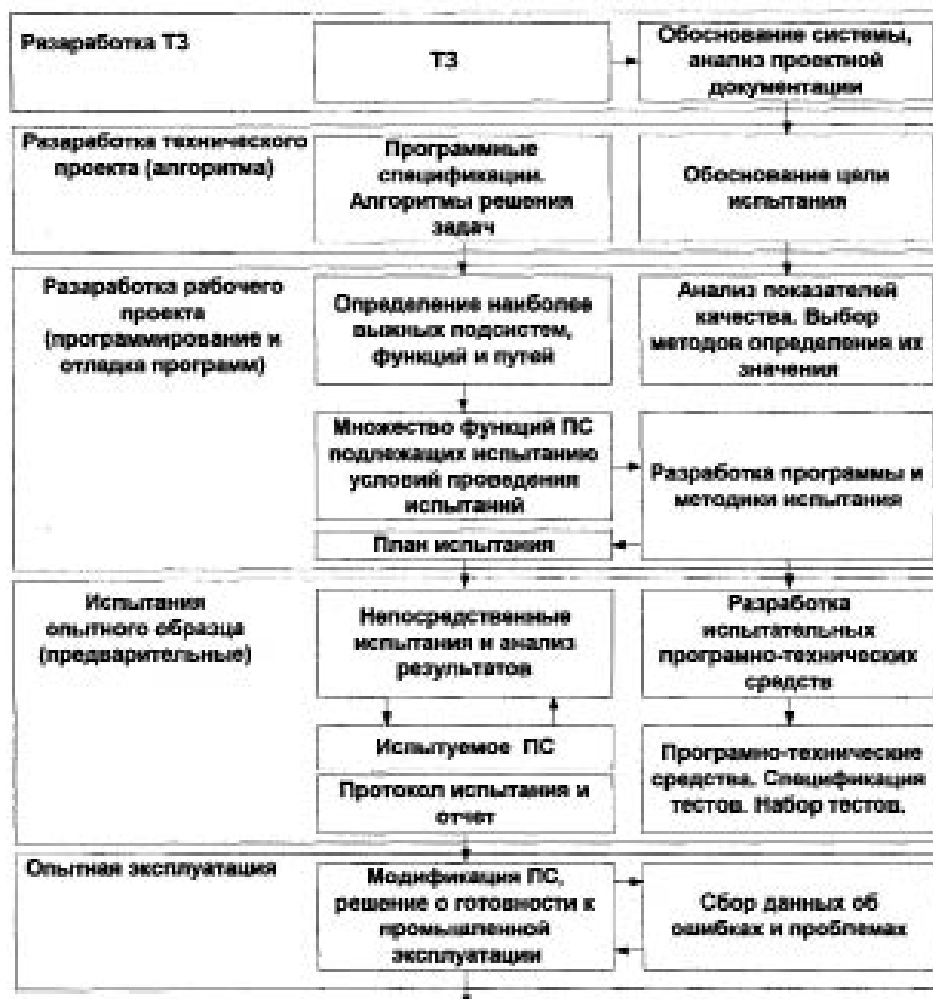 Разаработка ТЗ
ТЗ
Обоснование системы,
анализ проектной
документации
Разаработка технического
проекта (алгоритма)
Программные
спецификации.
Алгоритмы решения
задач
Обоснование цели
испытания
Разаработка рабочего
проекта
(программирование и
отладка программ)
Определение наиболее
выжных подсистем,
функций и путей
Анализ показателей
качества. Выбор
методов определения их
значения
Множество функций ПС
подлежащих испытанию
условий проведения
испытаний
Разработка программы и
методики испытания
План испытания
Испытания
опытного образца
(предварительные)
Непосредственные
испытания и анализ
результатов
Разработка
испытательных
програмно-технических
средств
Испытуемое ПС
Протокол испытания и
отчет
Програмно-технические
средства. Спецификация
тестов. Набор тестов.
Опытная эксплуатация
Модификация ПС,
решение о готовности к
промышленной
эксплуатации
Сбор данных об
ошибках и проблемах